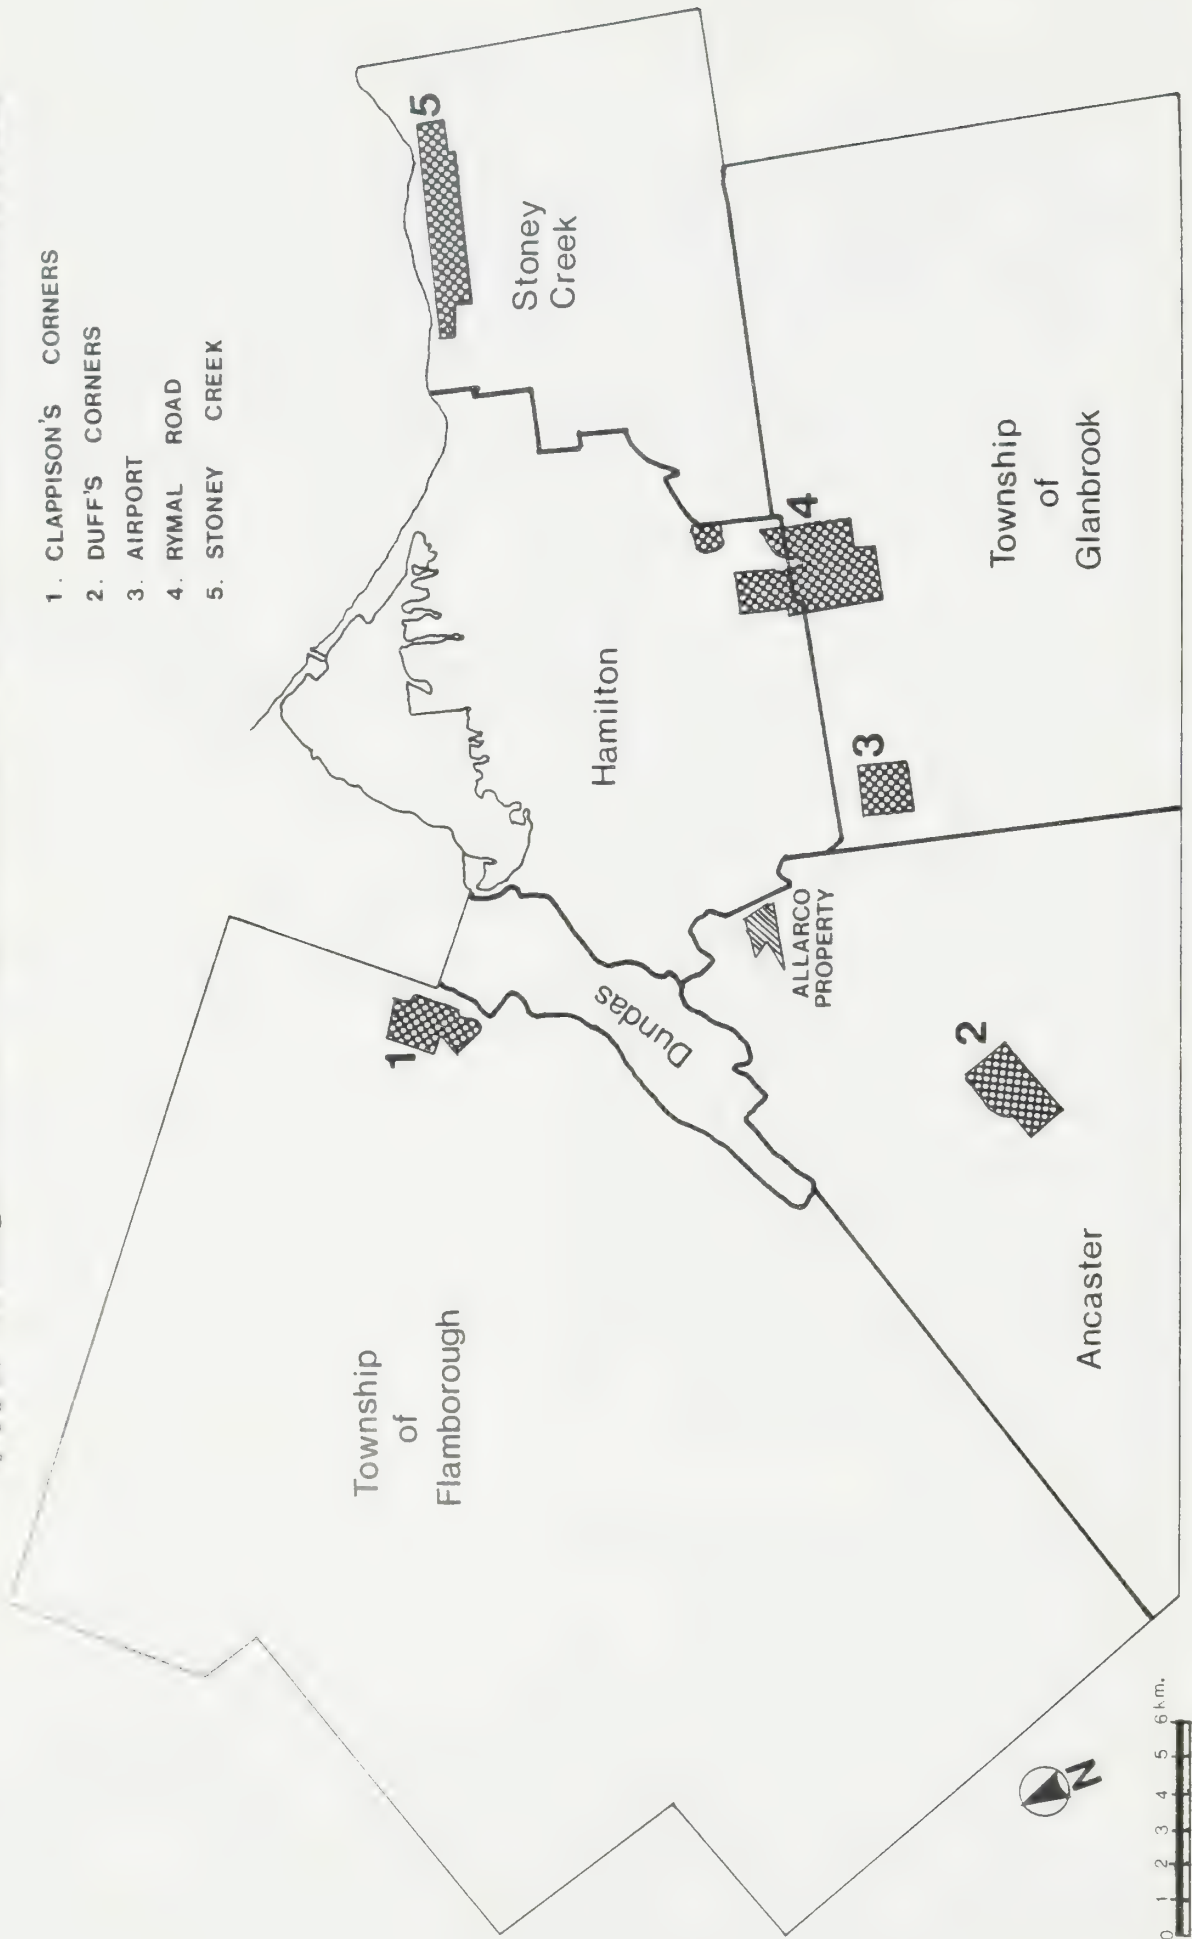 1. CLAPPISON'S CORNERS
2. DUFF'S CORNERS
3. AIRPORT
4. RYMAL ROAD
5. STONEY CREEK
Township
of
Flamborough
1
Dundas
Hamilton
Stoney
Creek
5
4
3
ALLARCO
PROPERTY
2
Ancaster
Township
of
Glanbrook
N
0 1 2 3 4 5 6 km.